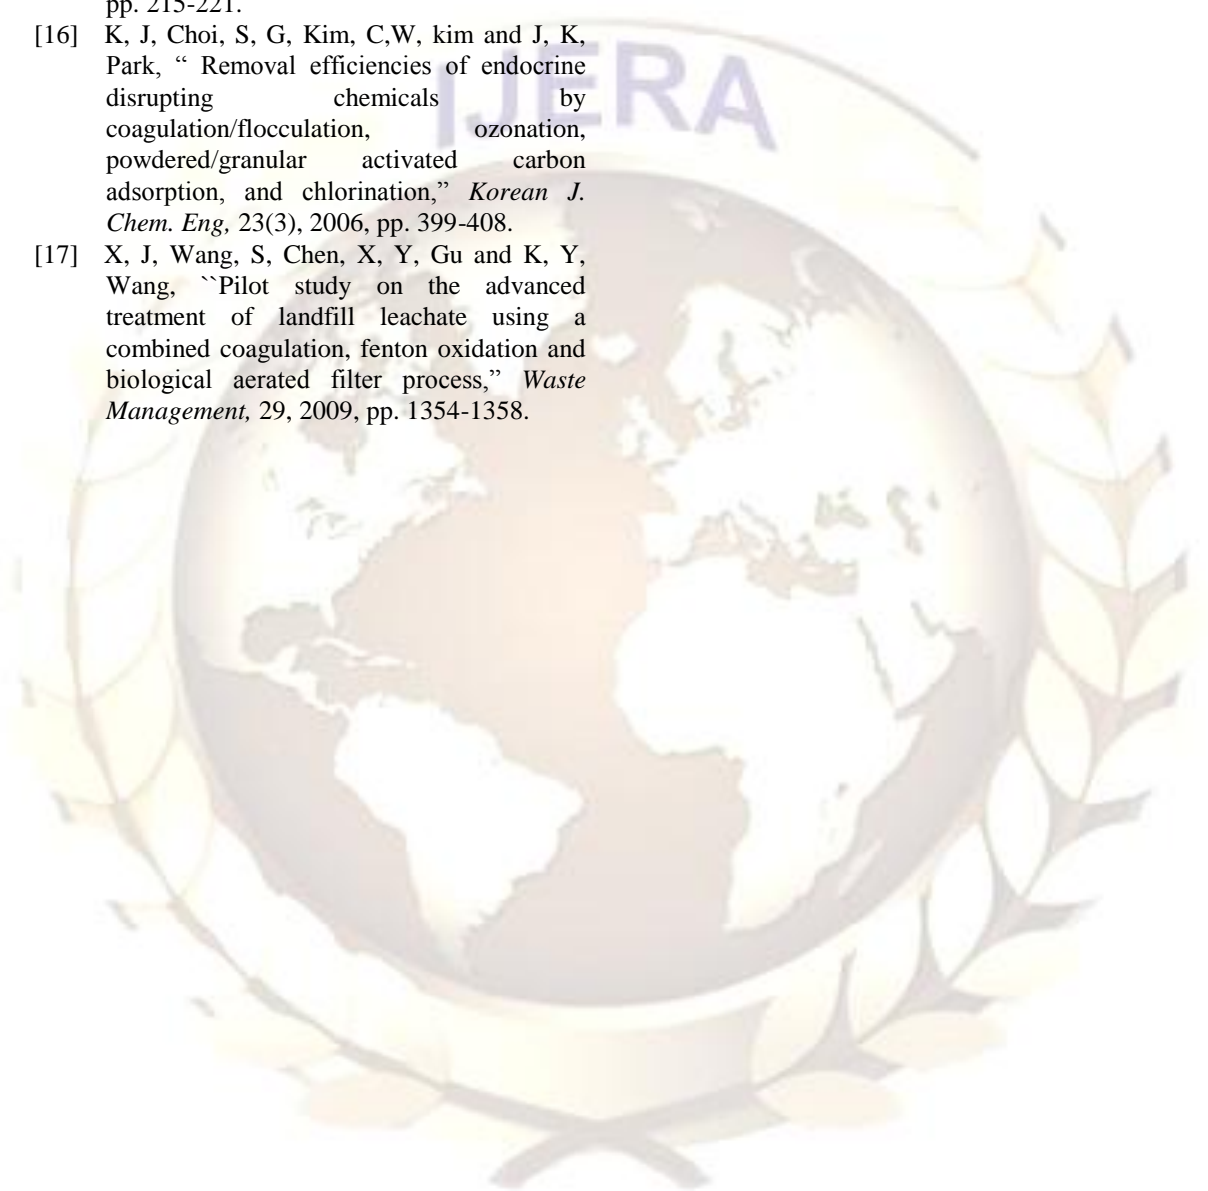 pp. 215-221.
[16] K, J, Choi, S, G, Kim, C,W, kim and J, K,
Park, “ Removal efficiencies of endocrine
disrupting chemicals by
coagulation/flocculation, ozonation,
powdered/granular activated carbon
adsorption, and chlorination,” Korean J.
Chem. Eng, 23(3), 2006, pp. 399-408.
[17] X, J, Wang, S, Chen, X, Y, Gu and K, Y,
Wang, ``Pilot study on the advanced
treatment of landfill leachate using a
combined coagulation, fenton oxidation and
biological aerated filter process,” Waste
Management, 29, 2009, pp. 1354-1358.
IJERA